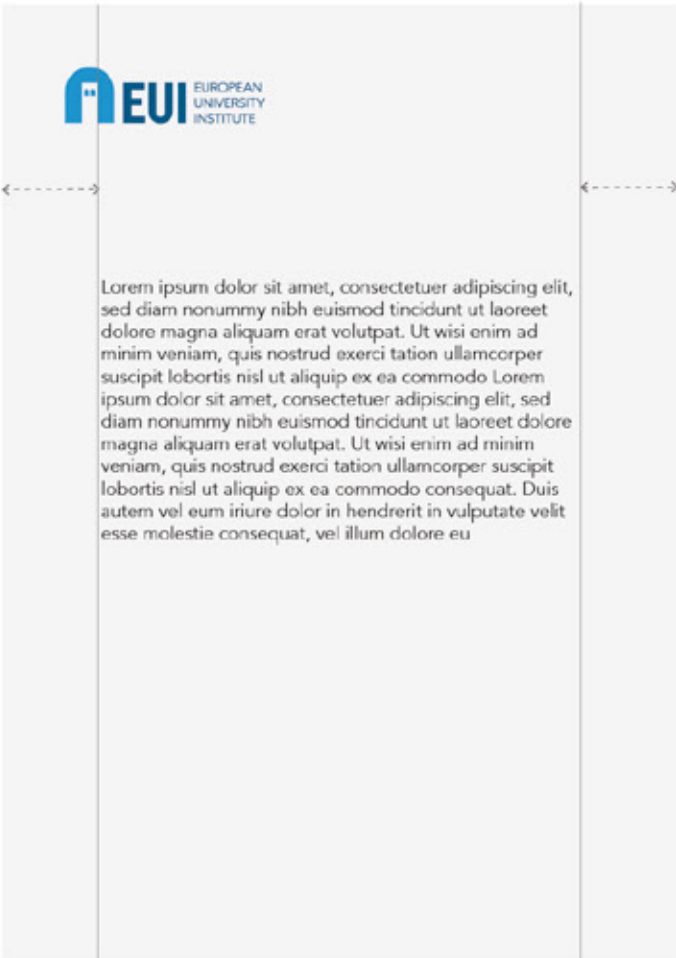 EUI EUROPEAN
UNIVERSITY
INSTITUTE
Lorem ipsum dolor sit amet, consectetuer adipiscing elit,
sed diam nonummy nibh euismod tincidunt ut laoreet
dolore magna aliquam erat volutpat. Ut wisi enim ad
minim veniam, quis nostrud exerci tation ullamcorper
suscipit lobortis nisl ut aliquip ex ea commodo Lorem
ipsum dolor sit amet, consectetuer adipiscing elit, sed
diam nonummy nibh euismod tincidunt ut laoreet dolore
magna aliquam erat volutpat. Ut wisi enim ad minim
veniam, quis nostrud exerci tation ullamcorper suscipit
lobortis nisl ut aliquip ex ea commodo consequat. Duis
autem vel eum iriure dolor in hendrerit in vulputate velit
esse molestie consequat, vel illum dolore eu